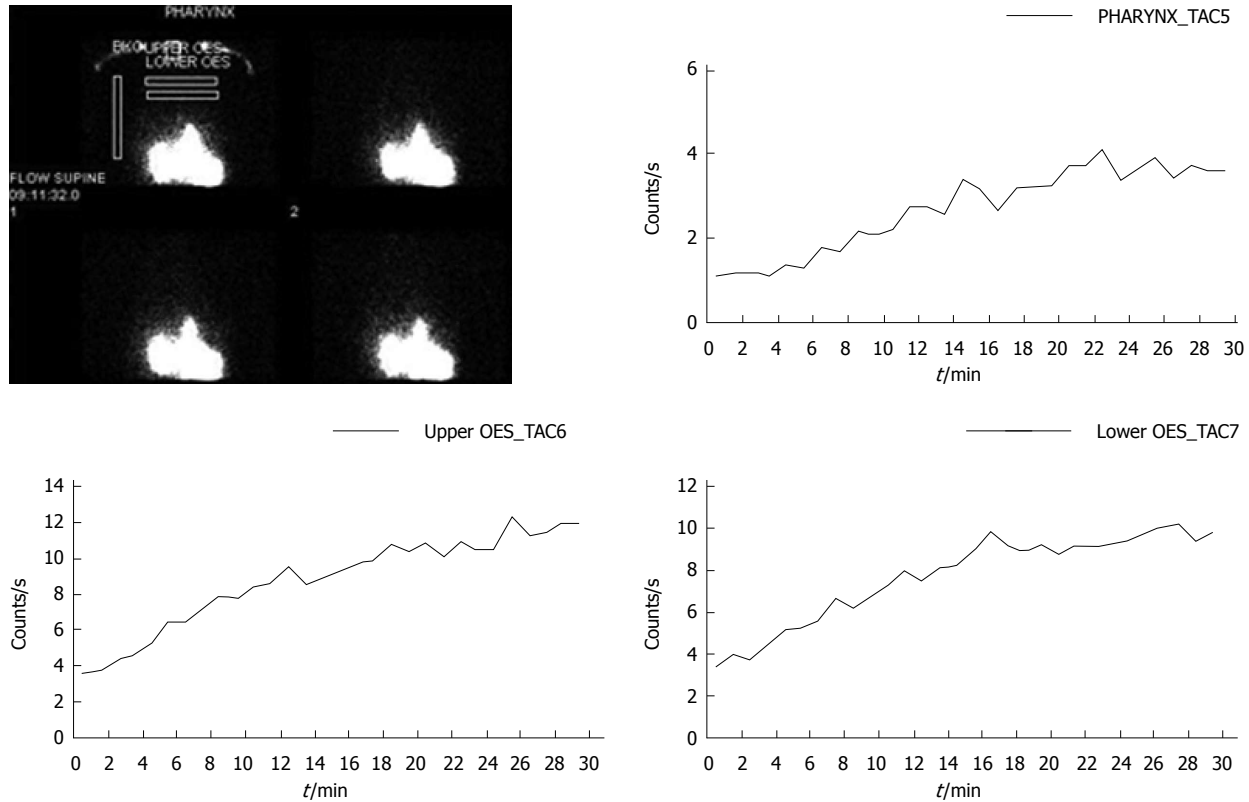 PHARYNX
UPPER OES
LOWER OES
FLOW SUPINE
09:11:32.0
1
2
PHARYNX_TAC5
6
4
2
0
Counts/s
0 2 4 6 8 10 12 14 16 18 20 22 24 26 28 30
t/min
Upper OES_TAC6
14
12
10
8
6
4
2
0
Counts/s
0 2 4 6 8 10 12 14 16 18 20 22 24 26 28 30
t/min
Lower OES_TAC7
12
10
8
6
4
2
0
Counts/s
0 2 4 6 8 10 12 14 16 18 20 22 24 26 28 30
t/min